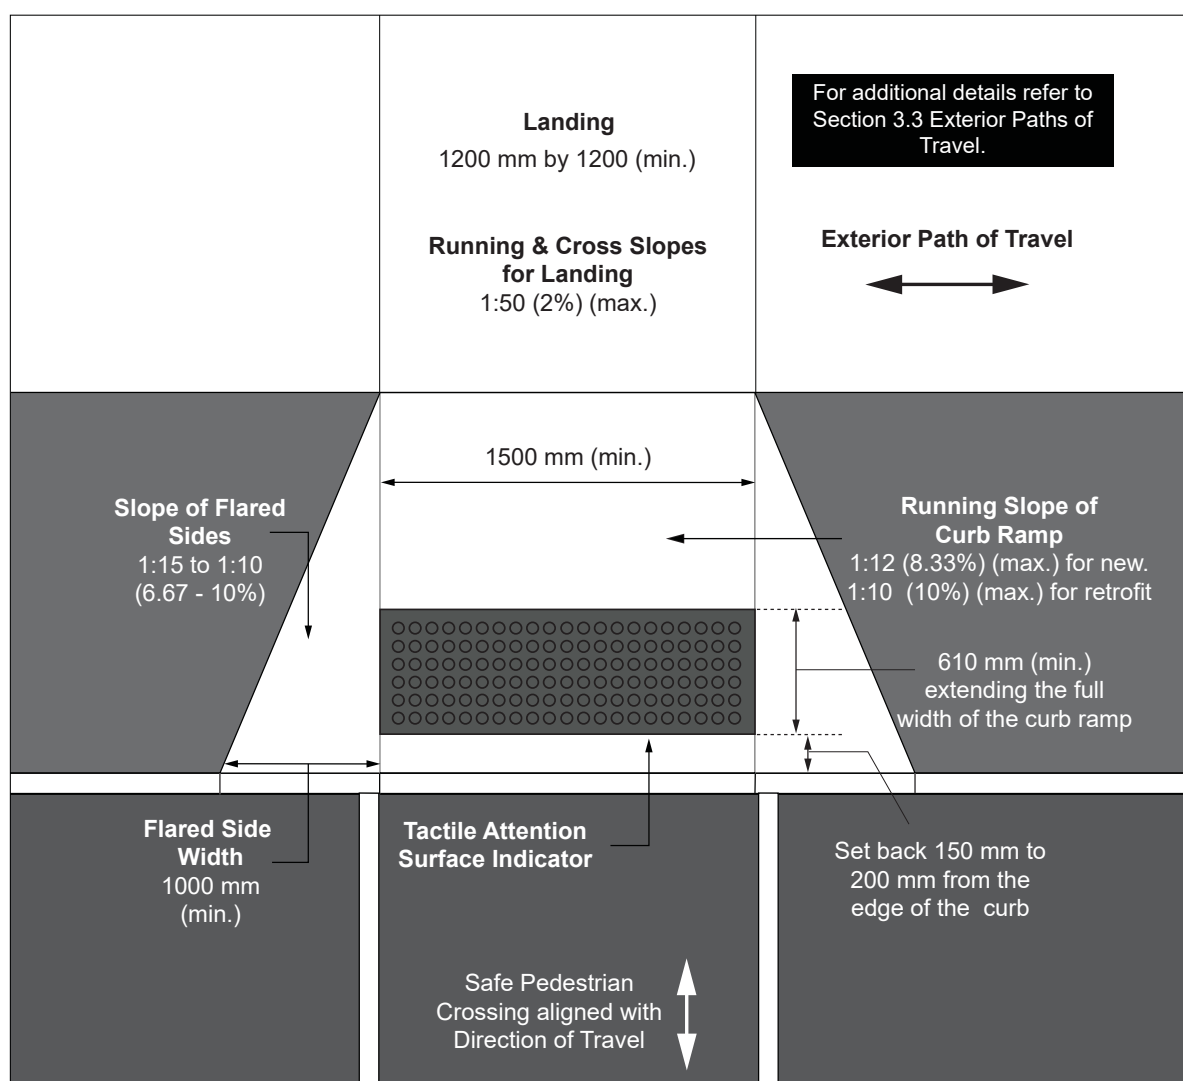 Landing
1200 mm by 1200 (min.)
For additional details refer to
Section 3.3 Exterior Paths of
Travel.
Running & Cross Slopes
for Landing
1:50 (2%) (max.)
Exterior Path of Travel
1500 mm (min.)
Slope of Flared
Sides
1:15 to 1:10
(6.67 - 10%)
Running Slope of
Curb Ramp
1:12 (8.33%) (max.) for new.
1:10 (10%) (max.) for retrofit
610 mm (min.)
extending the full
width of the curb ramp
Flared Side
Width
1000 mm
(min.)
Tactile Attention
Surface Indicator
Set back 150 mm to
200 mm from the
edge of the curb
Safe Pedestrian
Crossing aligned with
Direction of Travel